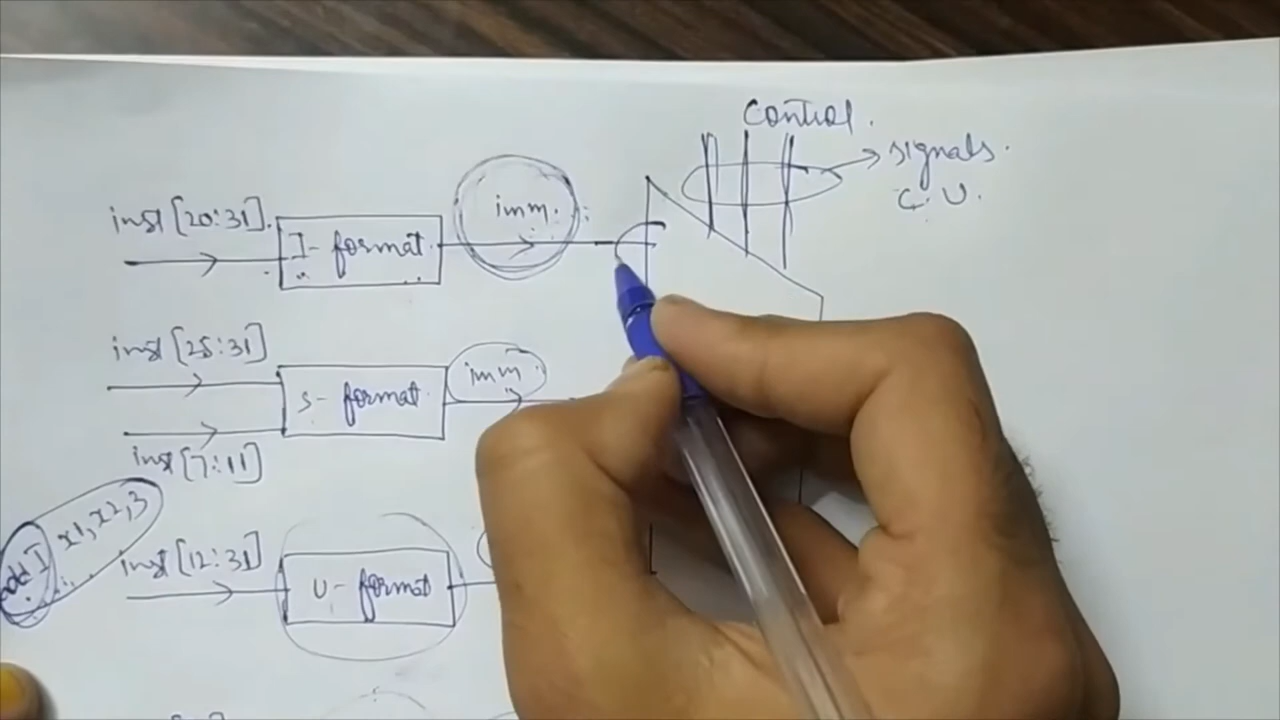 Control.
signals.
C.U.
inst [20:31].
I- format
imm.
inst [25:31]
S- format
imm.
inst [7:11]
add I x1, x2, 3
inst [12:31]
U- format